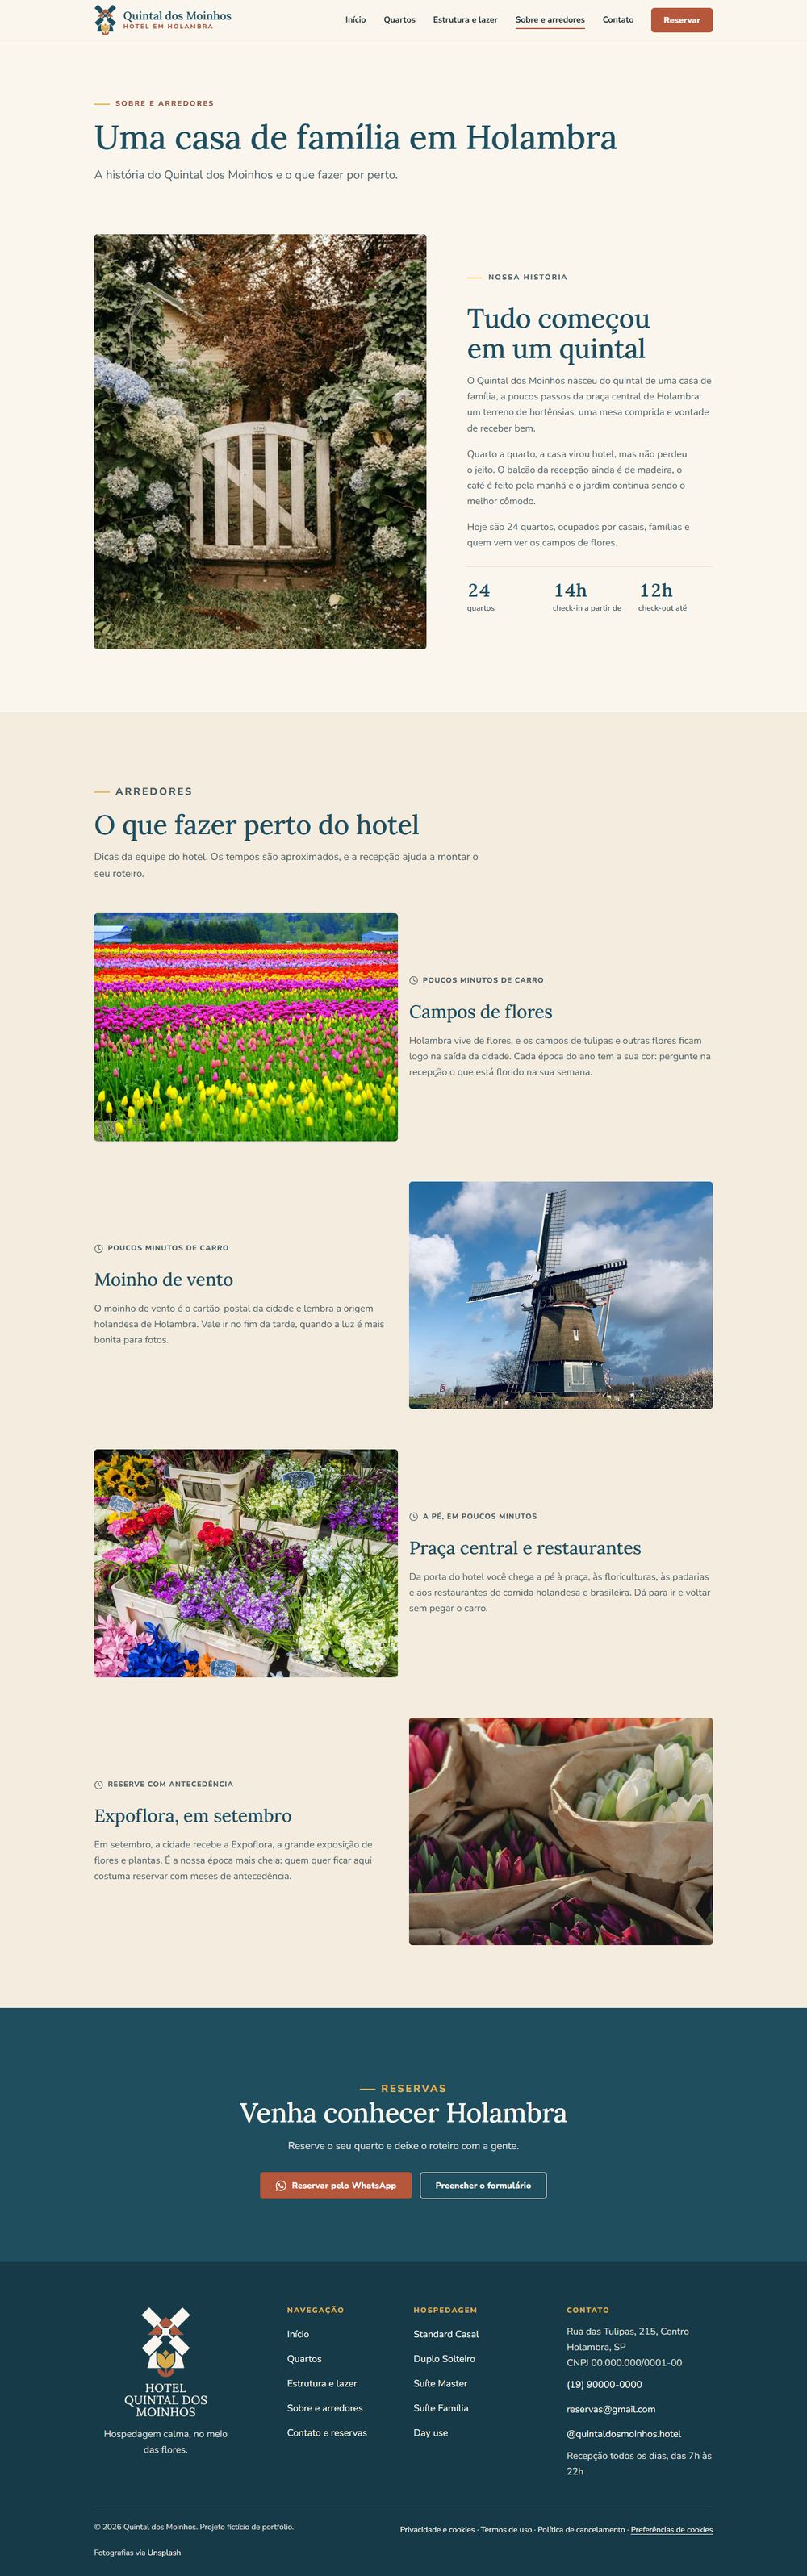 Quintal dos Moinhos
HOTEL EM HOLAMBRA
Início
Quartos
Estrutura e lazer
Sobre e arredores
Contato
Reservar
SOBRE E ARREDORES
Uma casa de família em Holambra
A história do Quintal dos Moinhos e o que fazer por perto.
NOSSA HISTÓRIA
Tudo começou
em um quintal
O Quintal dos Moinhos nasceu do quintal de uma casa de
família, a poucos passos da praça central de Holambra:
um terreno de hortênsias, uma mesa comprida e vontade
de receber bem.
Quarto a quarto, a casa virou hotel, mas não perdeu
o jeito. O balcão da recepção ainda é de madeira, o
café é feito pela manhã e o jardim continua sendo o
melhor cômodo.
Hoje são 24 quartos, ocupados por casais, famílias e
quem vem ver os campos de flores.
24
quartos
14h
check-in a partir de
12h
check-out até
ARREDORES
O que fazer perto do hotel
Dicas da equipe do hotel. Os tempos são aproximados, e a recepção ajuda a montar o
seu roteiro.
POUCOS MINUTOS DE CARRO
Campos de flores
Holambra vive de flores, e os campos de tulipas e outras flores ficam
logo na saída da cidade. Cada época do ano tem a sua cor: pergunte na
recepção o que está florido na sua semana.
POUCOS MINUTOS DE CARRO
Moinho de vento
O moinho de vento é o cartão-postal da cidade e lembra a origem
holandesa de Holambra. Vale ir no fim da tarde, quando a luz é mais
bonita para fotos.
A PÉ, EM POUCOS MINUTOS
Praça central e restaurantes
Da porta do hotel você chega a pé à praça, às floriculturas, às padarias
e aos restaurantes de comida holandesa e brasileira. Dá para ir e voltar
sem pegar o carro.
RESERVE COM ANTECEDÊNCIA
Expoflora, em setembro
Em setembro, a cidade recebe a Expoflora, a grande exposição de
flores e plantas. É a nossa época mais cheia: quem quer ficar aqui
costuma reservar com meses de antecedência.
RESERVAS
Venha conhecer Holambra
Reserve o seu quarto e deixe o roteiro com a gente.
Reservar pelo WhatsApp
Preencher o formulário
HOTEL
QUINTAL DOS
MOINHOS
Hospedagem calma, no meio
das flores.
NAVEGAÇÃO
Início
Quartos
Estrutura e lazer
Sobre e arredores
Contato e reservas
HOSPEDAGEM
Standard Casal
Duplo Solteiro
Suíte Master
Suíte Família
Day use
CONTATO
Rua das Tulipas, 215, Centro
Holambra, SP
CNPJ 00.000.000/0001-00
(19) 90000-0000
reservas@gmail.com
@quintaldosmoinhos.hotel
Recepção todos os dias, das 7h às
22h
© 2026 Quintal dos Moinhos. Projeto fictício de portfólio.
Privacidade e cookies · Termos de uso · Política de cancelamento · Preferências de cookies
Fotografias via Unsplash